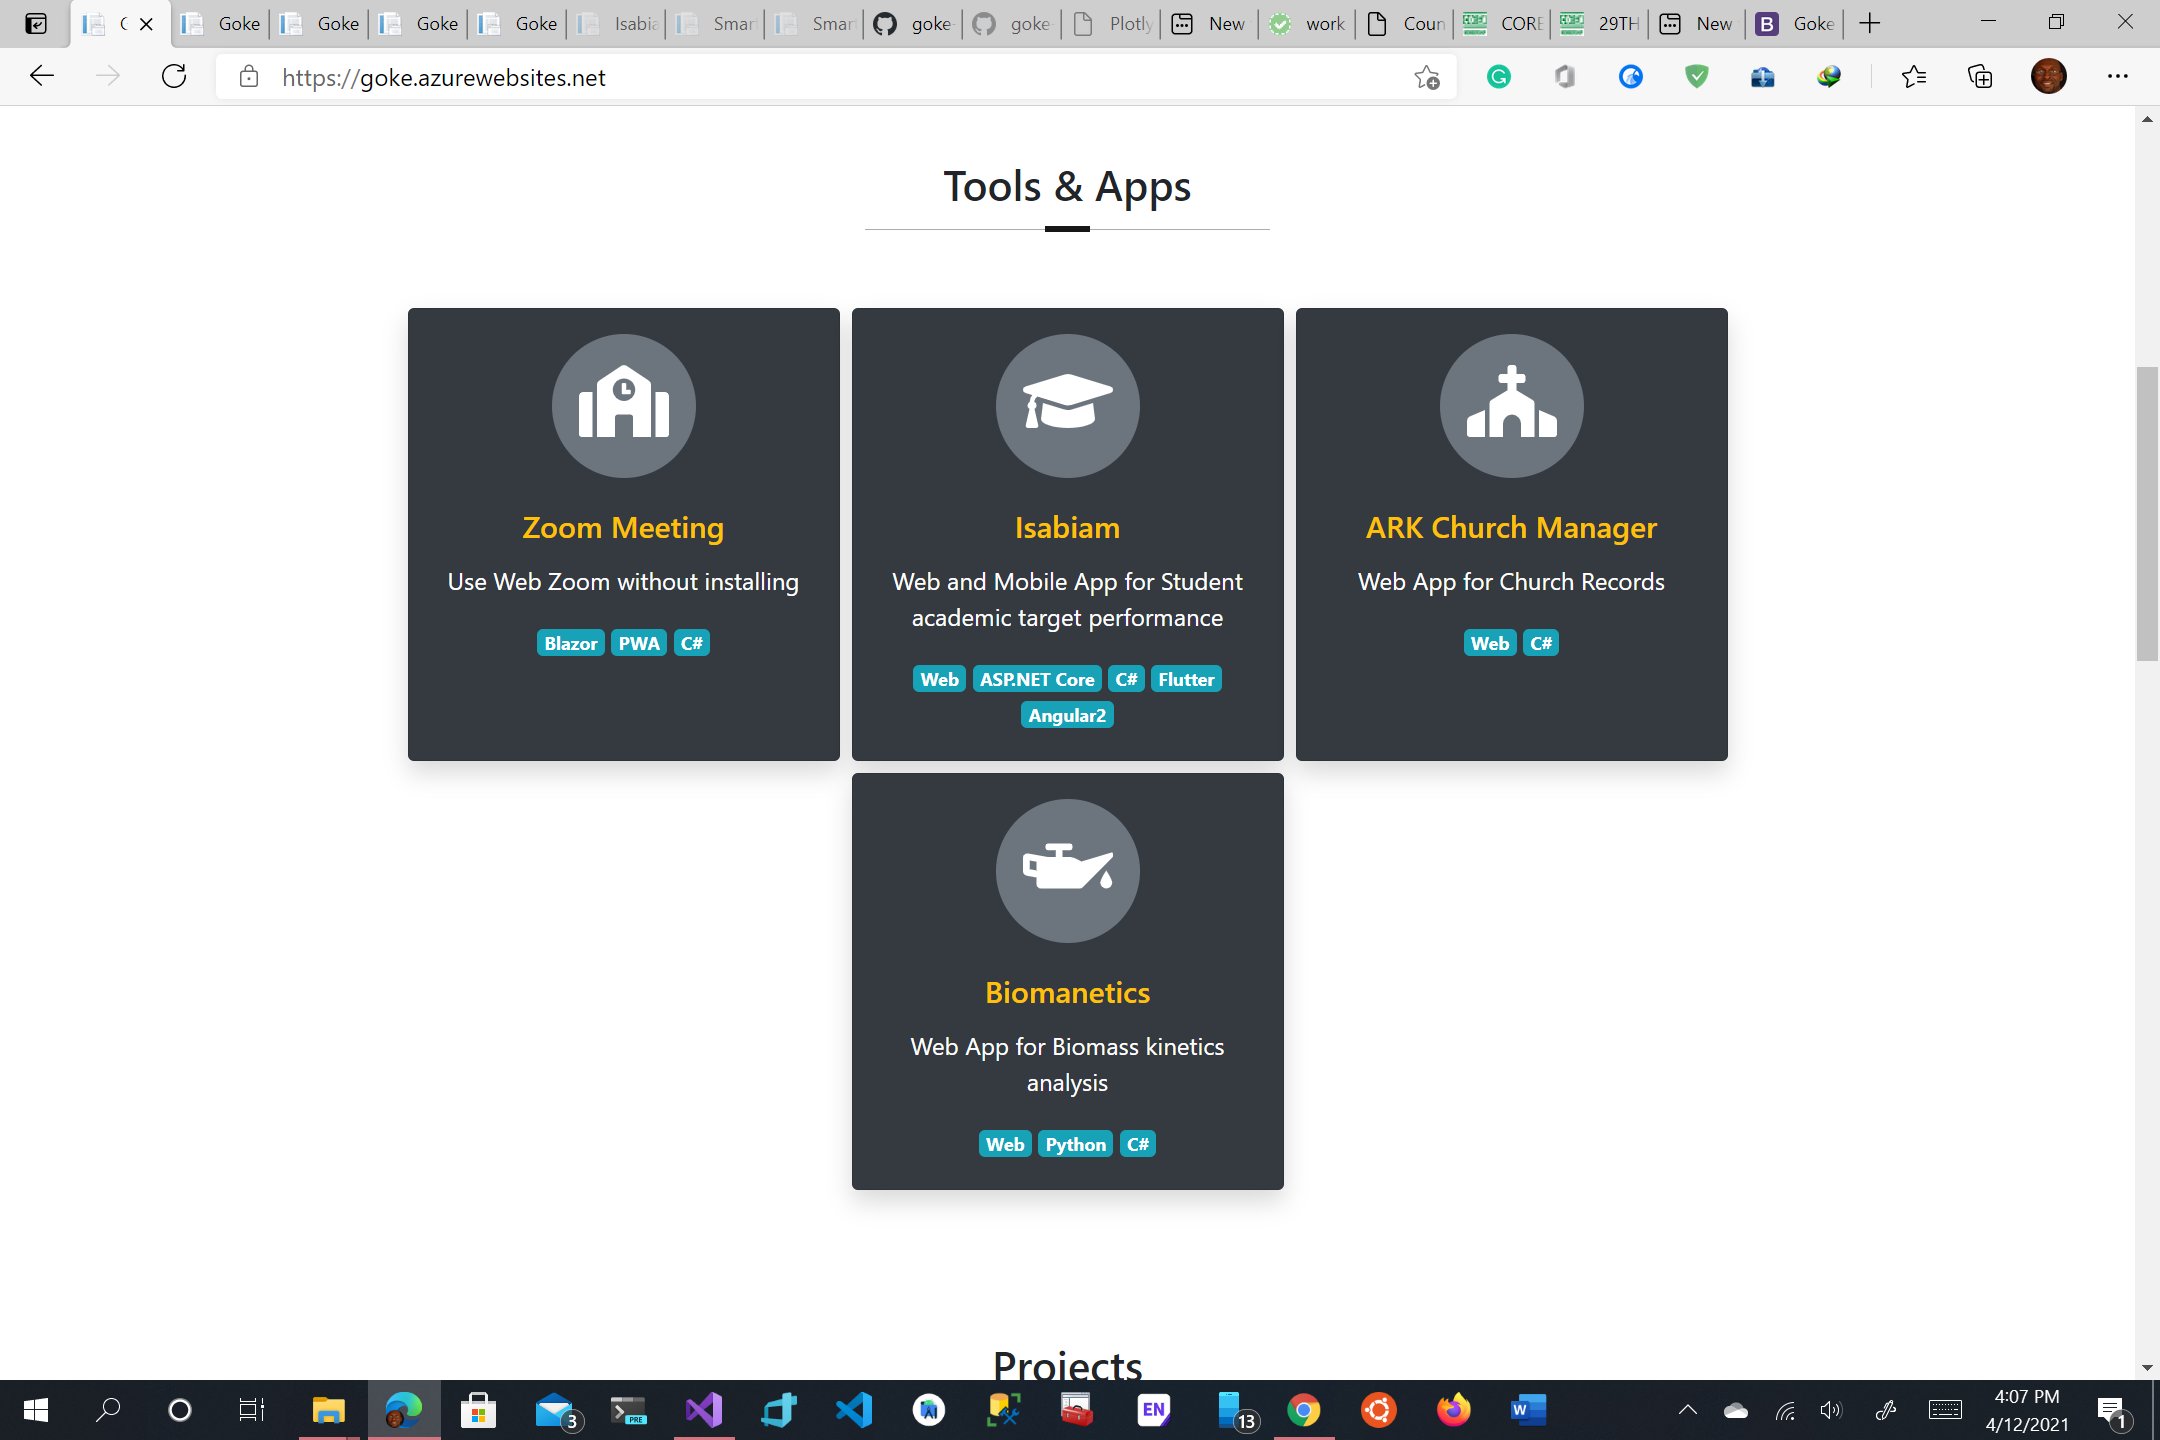 Goke
Goke
Goke
Goke
Isabia
Smar
Smar
goke-
goke-
Plotly
New
work
Coun
CORE
29TH
New
Goke
https://goke.azurewebsites.net
Tools & Apps
Zoom Meeting
Use Web Zoom without installing
Blazor PWA C#
Isabiam
Web and Mobile App for Student
academic target performance
Web ASP.NET Core C# Flutter
Angular2
ARK Church Manager
Web App for Church Records
Web C#
Biomanetics
Web App for Biomass kinetics
analysis
Web Python C#
Projects
3
PRE
EN
13
W
4:07 PM
4/12/2021
1